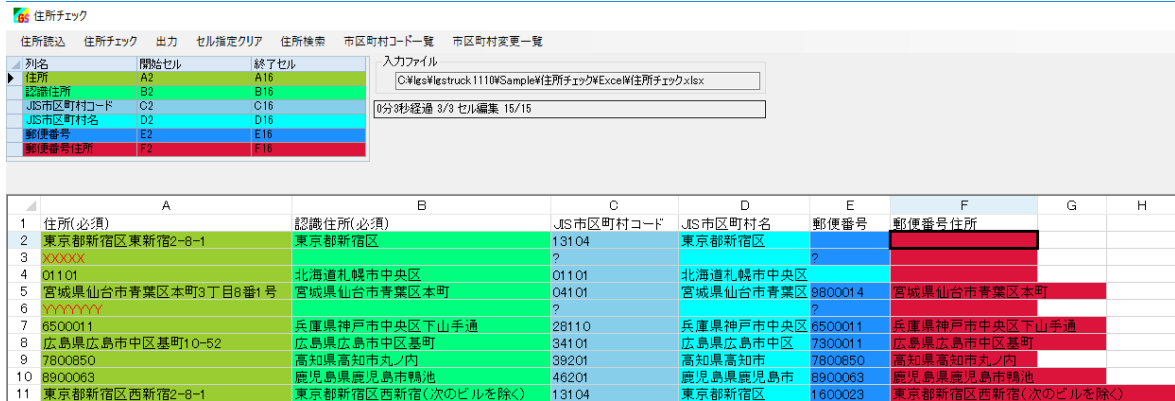 GS 住所チェック
住所読込 住所チェック 出力 セル指定クリア 住所検索 市区町村コード一覧 市区町村変更一覧
列名 開始セル 終了セル
住所 A2 A16
認識住所 B2 B16
JIS市区町村コード C2 C16
JIS市区町村名 D2 D16
郵便番号 E2 E16
郵便番号住所 F2 F16
入力ファイル
C:¥lgs¥lgstruck1110¥Sample¥住所チェック¥Excel¥住所チェック.xlsx
0分3秒経過 3/3 セル編集 15/15
A B C D E F G H
1 住所(必須) 認識住所(必須) JIS市区町村コード JIS市区町村名 郵便番号 郵便番号住所
2 東京都新宿区東新宿2-8-1 東京都新宿区 13104 東京都新宿区
3 XXXXX ? ?
4 01101 北海道札幌市中央区 01101 北海道札幌市中央区
5 宮城県仙台市青葉区本町3丁目8番1号 宮城県仙台市青葉区本町 04101 宮城県仙台市青葉区 9800014 宮城県仙台市青葉区本町
6 YYYYYYY ? ?
7 6500011 兵庫県神戸市中央区下山手通 28110 兵庫県神戸市中央区 6500011 兵庫県神戸市中央区下山手通
8 広島県広島市中区基町10-52 広島県広島市中区基町 34101 広島県広島市中区 7300011 広島県広島市中区基町
9 7800850 高知県高知市丸ノ内 39201 高知県高知市 7800850 高知県高知市丸ノ内
10 8900063 鹿児島県鹿児島市鴨池 46201 鹿児島県鹿児島市 8900063 鹿児島県鹿児島市鴨池
11 東京都新宿区西新宿2-8-1 東京都新宿区西新宿(次のビルを除く) 13104 東京都新宿区 1600023 東京都新宿区西新宿(次のビルを除く)